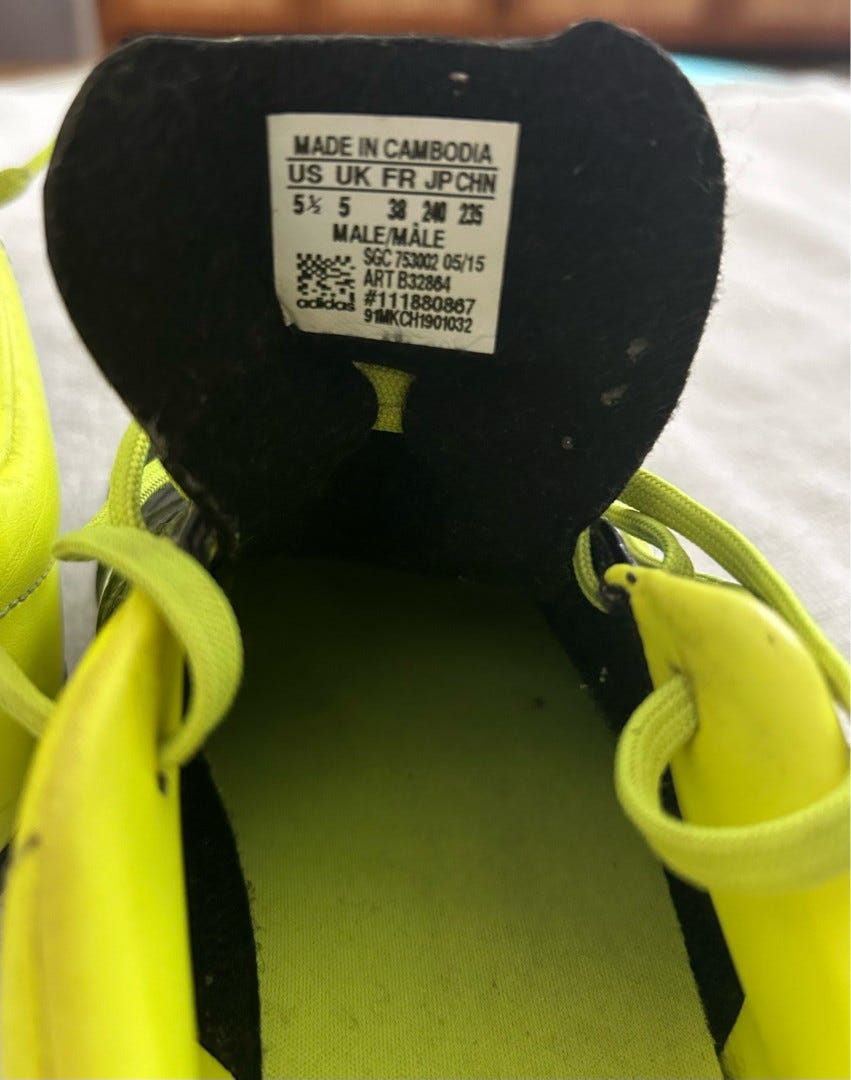 MADE IN CAMBODIA
US UK FR JP CHN
5½ 5 38 240 235
MALE/MÂLE
SGC 753002 05/15
ART B32864
#111880867
adidas
91MKCH1901032